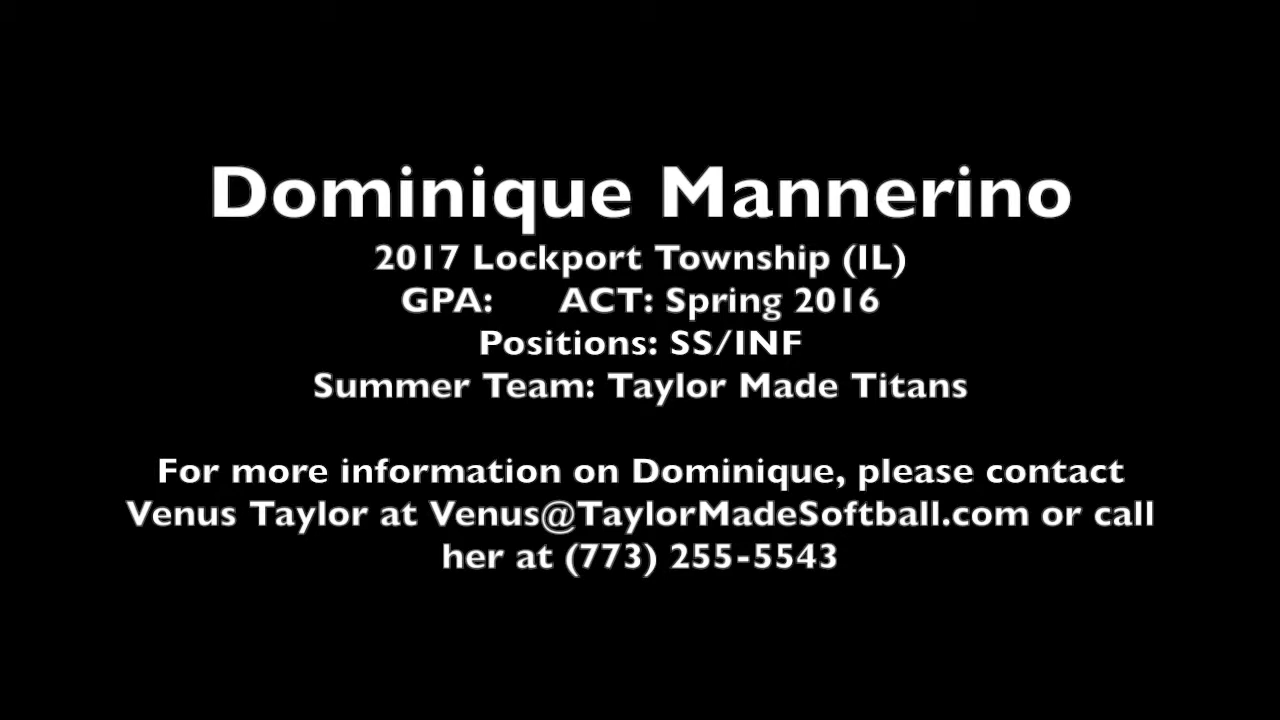 Dominique Mannerino
2017 Lockport Township (IL)
GPA: ACT: Spring 2016
Positions: SS/INF
Summer Team: Taylor Made Titans
For more information on Dominique, please contact
Venus Taylor at Venus@TaylorMadeSoftball.com or call
her at (773) 255-5543